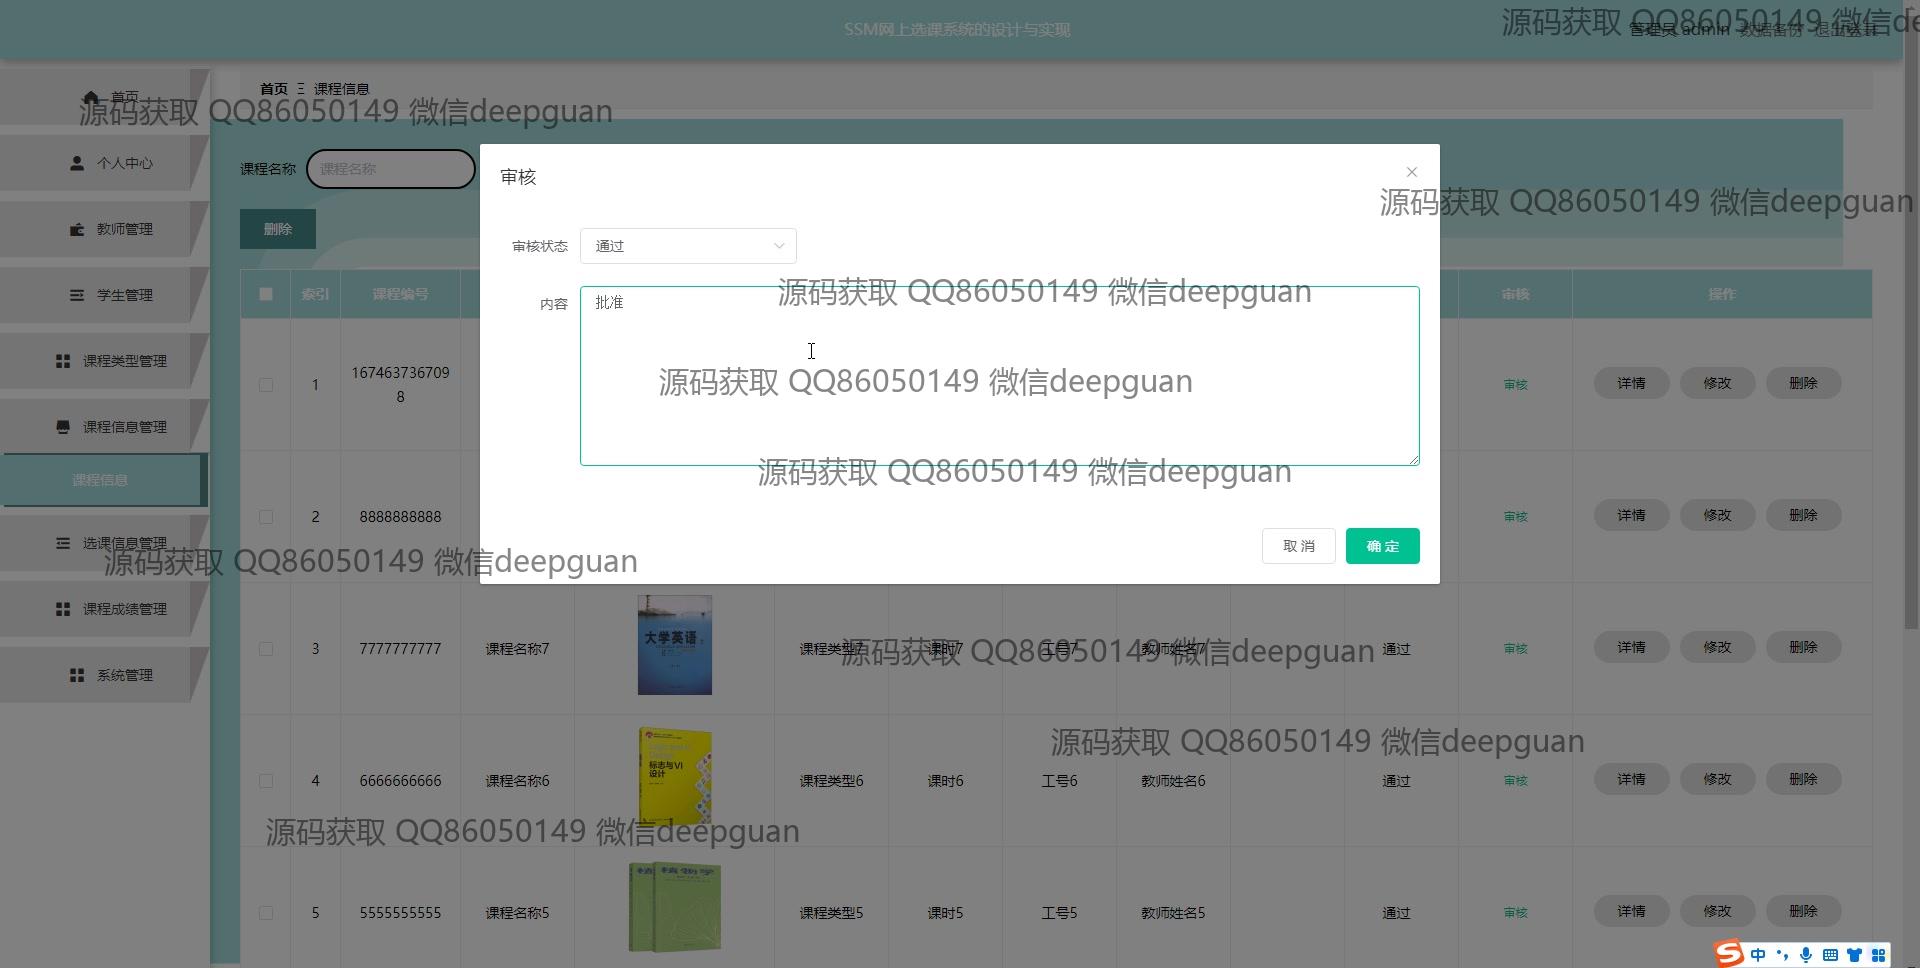 SSM网上选课系统的设计与实现
管理员 admin 数据备份 退出登录
源码获取 QQ86050149 微信de
首页
源码获取 QQ86050149 微信deepguan
首页 Ξ 课程信息
个人中心
课程名称 课程名称
审核
源码获取 QQ86050149 微信deepguan
教师管理
删除
审核状态 通过
学生管理
索引 课程编号 审核 操作
源码获取 QQ86050149 微信deepguan
内容 批准
课程类型管理
1 167463736709
8 审核 详情 修改 删除
源码获取 QQ86050149 微信deepguan
课程信息管理
课程信息
源码获取 QQ86050149 微信deepguan
2 8888888888 审核 详情 修改 删除
选课信息管理
取消 确定
源码获取 QQ86050149 微信deepguan
课程成绩管理
大学英语
3 7777777777 课程名称7 课程类型7 课时7 工号7 教师姓名7 通过 审核 详情 修改 删除
源码获取 QQ86050149 微信deepguan
系统管理
源码获取 QQ86050149 微信deepguan
标志与VI
设计
4 6666666666 课程名称6 课程类型6 课时6 工号6 教师姓名6 通过 审核 详情 修改 删除
源码获取 QQ86050149 微信deepguan
植物学
5 5555555555 课程名称5 课程类型5 课时5 工号5 教师姓名5 通过 审核 详情 修改 删除
中